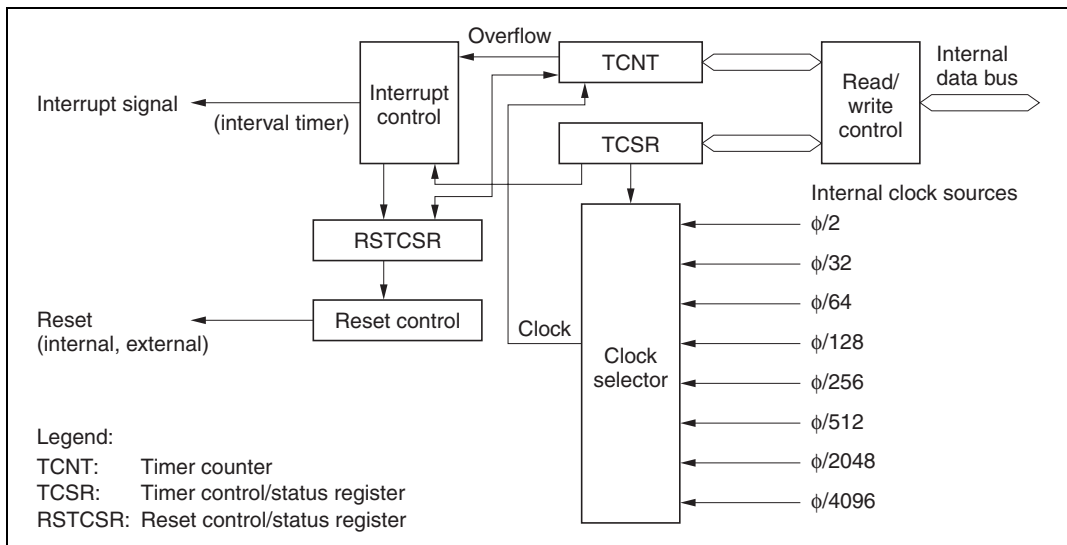 Overflow
TCNT
Read/
write
control
Internal
data bus
Interrupt signal
(interval timer)
Interrupt
control
TCSR
Internal clock sources
RSTCSR
Reset control
Reset
(internal, external)
Clock
Clock
selector
ϕ/2
ϕ/32
ϕ/64
ϕ/128
ϕ/256
ϕ/512
ϕ/2048
ϕ/4096
Legend:
TCNT: Timer counter
TCSR: Timer control/status register
RSTCSR: Reset control/status register